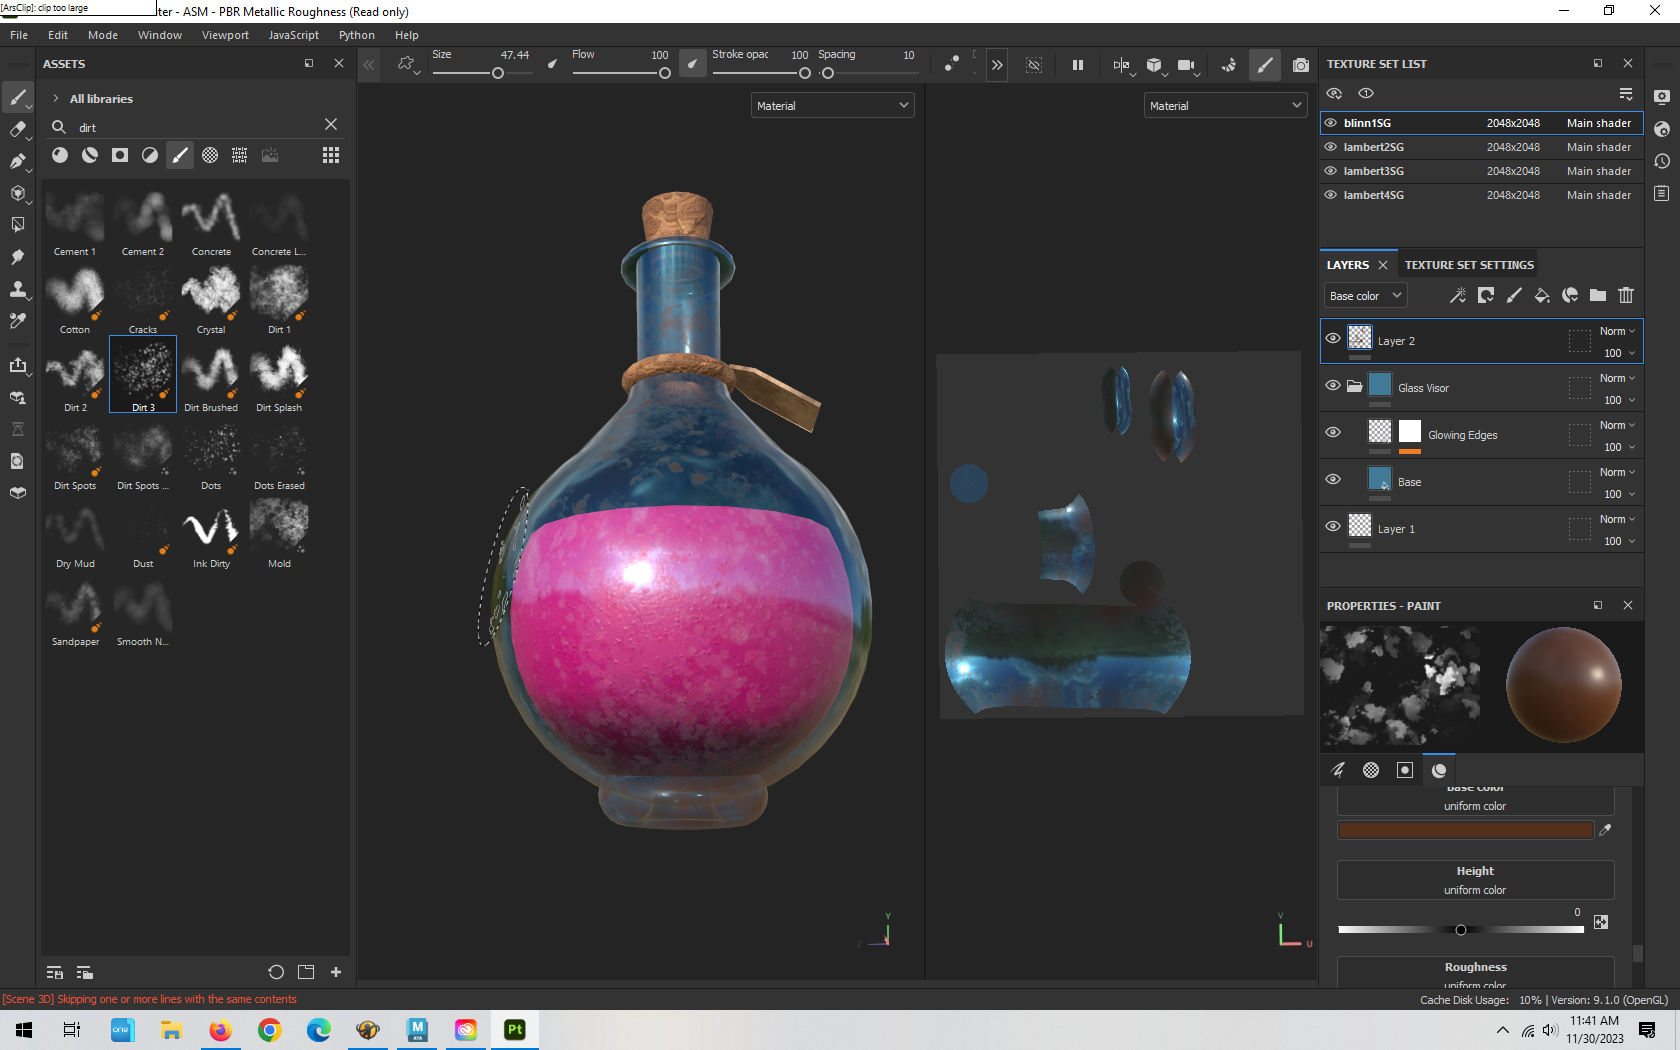 [ArsClip]: clip too large
ter - ASM - PBR Metallic Roughness (Read only)
File Edit Mode Window Viewport JavaScript Python Help
ASSETS
All libraries
dirt
Cement 1 Cement 2 Concrete Concrete L...
Cotton Cracks Crystal Dirt 1
Dirt 2 Dirt 3 Dirt Brushed Dirt Splash
Dirt Spots Dirt Spots ... Dots Dots Erased
Dry Mud Dust Ink Dirty Mold
Sandpaper Smooth N...
Size 47.44 Flow 100 Stroke opac 100 Spacing 10
Material
Material
Y
Z
V
U
TEXTURE SET LIST
blinn1SG 2048x2048 Main shader
lambert2SG 2048x2048 Main shader
lambert3SG 2048x2048 Main shader
lambert4SG 2048x2048 Main shader
LAYERS TEXTURE SET SETTINGS
Base color
Layer 2 Norm 100
Glass Visor Norm 100
Glowing Edges Norm 100
Base Norm 100
Layer 1 Norm 100
PROPERTIES - PAINT
Base color
uniform color
Height
uniform color
0
Roughness
uniform color
[Scene 3D] Skipping one or more lines with the same contents
Cache Disk Usage: 10% | Version: 9.1.0 (OpenGL)
one
M
AYA
Pt
11:41 AM
11/30/2023